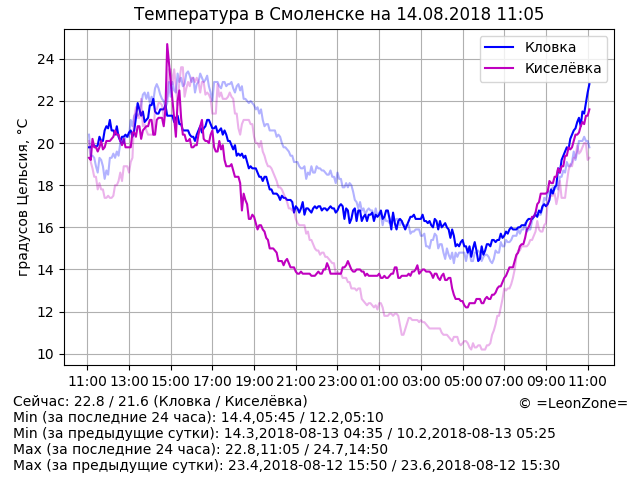 Температура в Смоленске на 14.08.2018 11:05
градусов Цельсия, °C
24
22
20
18
16
14
12
10
Кловка
Киселёвка
11:00 13:00 15:00 17:00 19:00 21:00 23:00 01:00 03:00 05:00 07:00 09:00 11:00
Сейчас: 22.8 / 21.6 (Кловка / Киселёвка)
© =LeonZone=
Min (за последние 24 часа): 14.4,05:45 / 12.2,05:10
Min (за предыдущие сутки): 14.3,2018-08-13 04:35 / 10.2,2018-08-13 05:25
Max (за последние 24 часа): 22.8,11:05 / 24.7,14:50
Max (за предыдущие сутки): 23.4,2018-08-12 15:50 / 23.6,2018-08-12 15:30